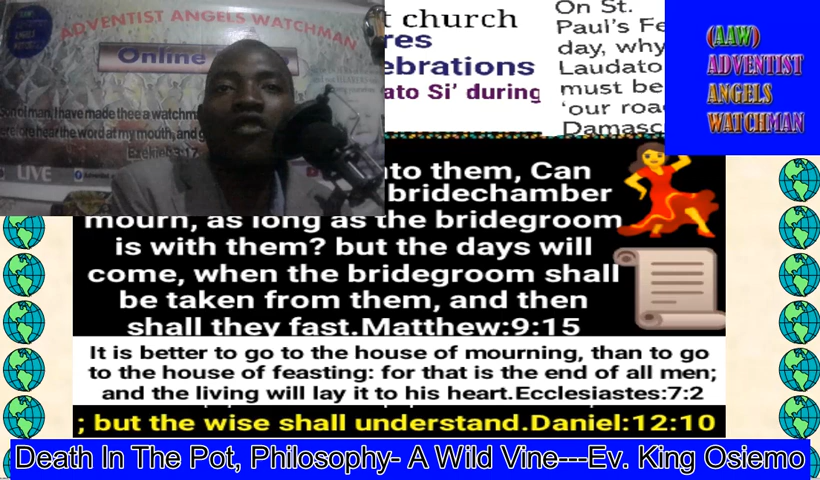 ADVENTIST ANGELS WATCHMAN
Online
Son of man, I have made thee a watchm
erefore hear the word at my mouth, and g
Ezekiel:3:17
LIVE
t church
res
ebrations
ato Si’ during
On St.
Paul's Fe
day, why
Laudato
must be
‘our roa
Damasc
(AAW)
ADVENTIST
ANGELS
WATCHMAN
nto them, Can
bridechamber
mourn, as long as the bridegroom
is with them? but the days will
come, when the bridegroom shall
be taken from them, and then
shall they fast.Matthew:9:15
It is better to go to the house of mourning, than to go
to the house of feasting: for that is the end of all men;
and the living will lay it to his heart.Ecclesiastes:7:2
; but the wise shall understand.Daniel:12:10
Death In The Pot, Philosophy- A Wild Vine---Ev. King Osiemo